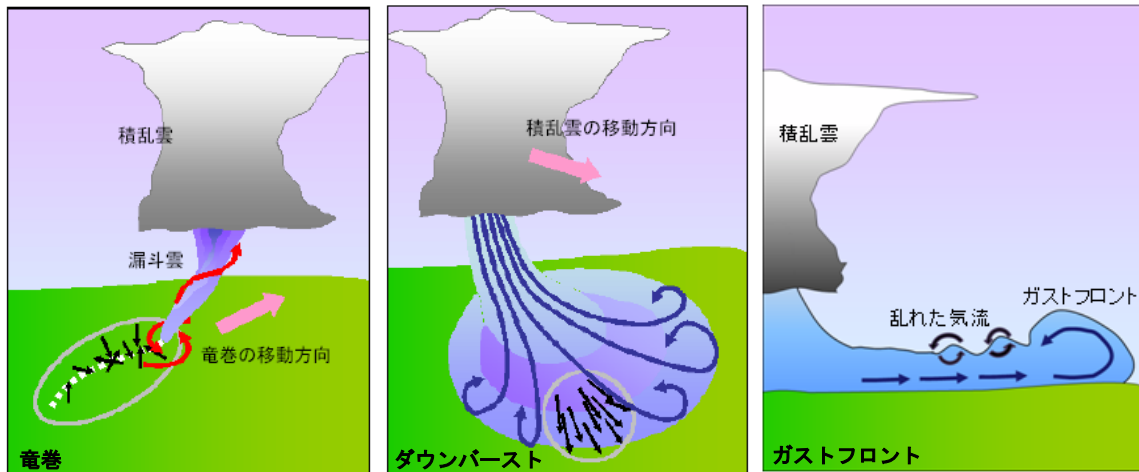 積乱雲
漏斗雲
竜巻の移動方向
竜巻
積乱雲の移動方向
ダウンバースト
積乱雲
ガストフロント
乱れた気流
ガストフロント